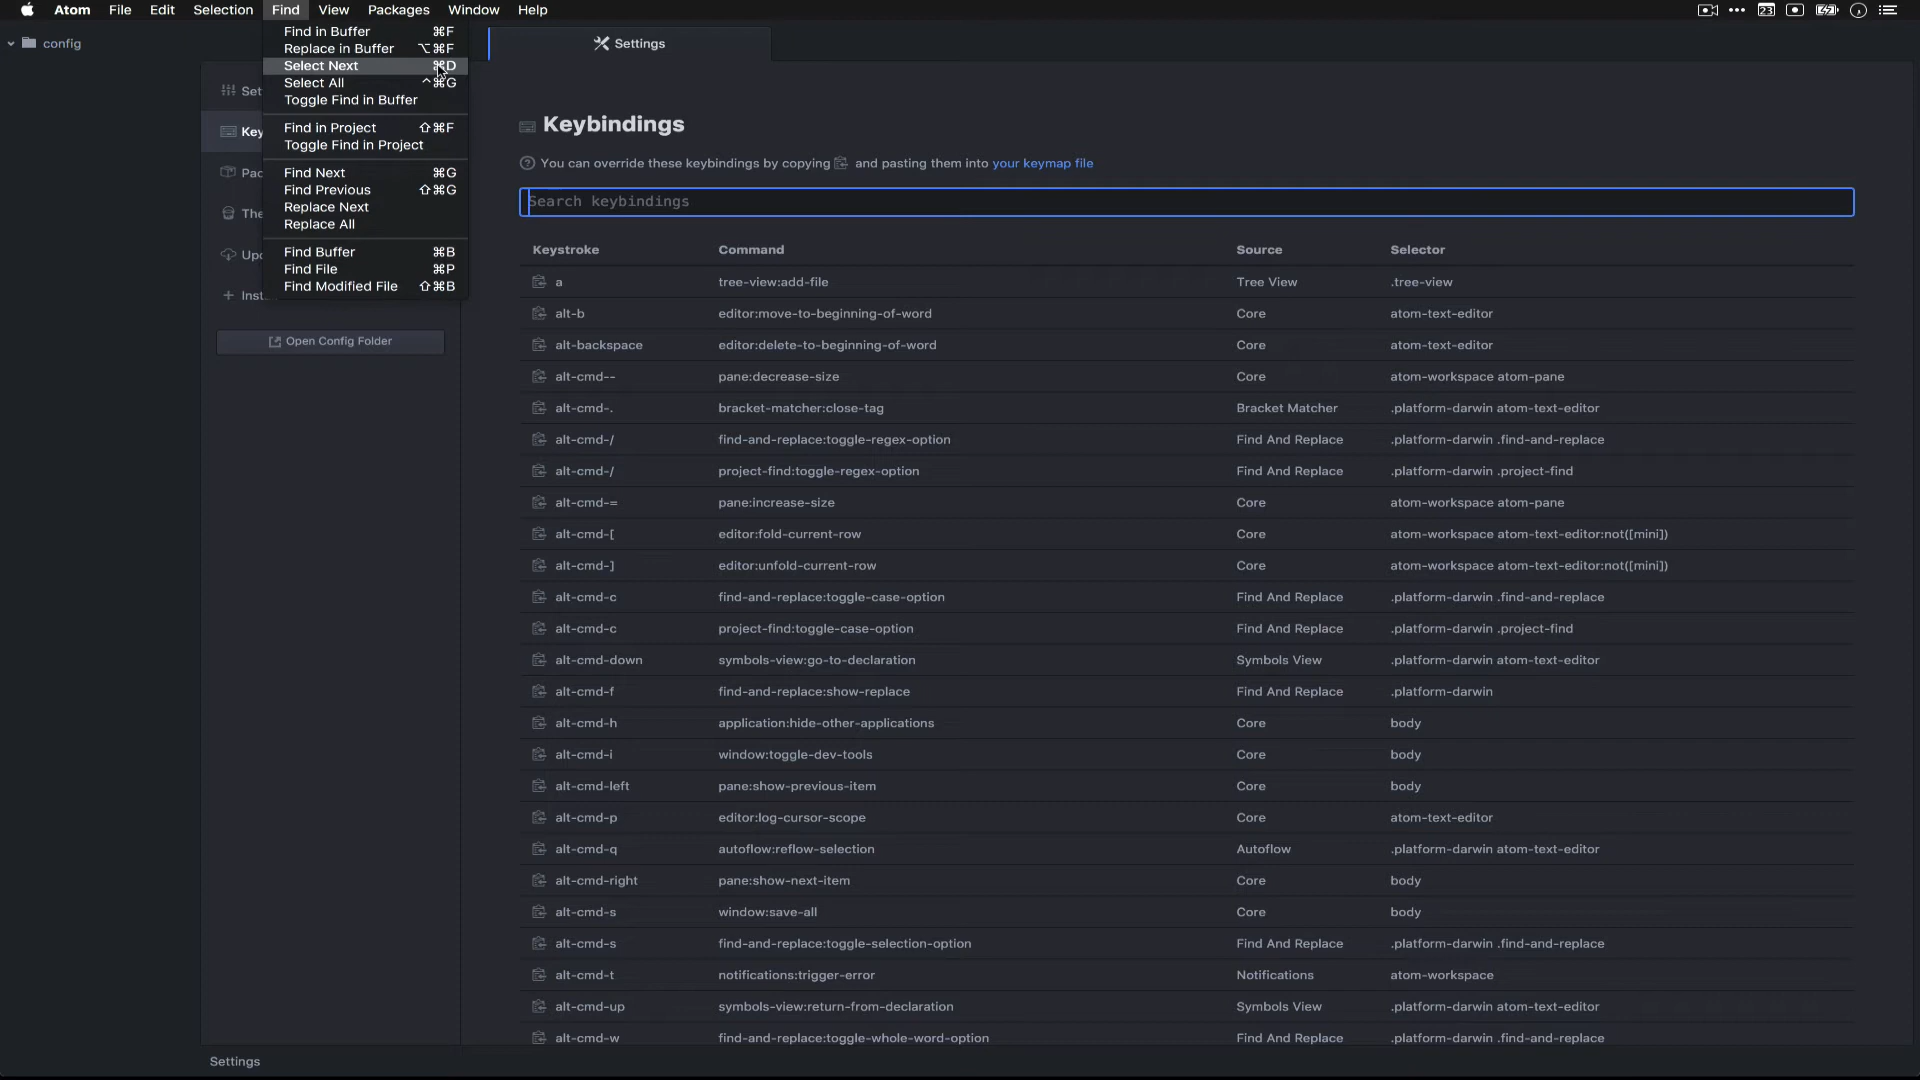 Atom File Edit Selection Find View Packages Window Help 23
config
Find in Buffer ⌘F
Replace in Buffer ⌥⌘F
Select Next ⌘D
Select All ^⌘G
Toggle Find in Buffer
Find in Project ⇧⌘F
Toggle Find in Project
Find Next ⌘G
Find Previous ⇧⌘G
Replace Next
Replace All
Find Buffer ⌘B
Find File ⌘P
Find Modified File ⇧⌘B
Set
Key
Pac
The
Upd
+ Inst
Open Config Folder
Settings
Keybindings
You can override these keybindings by copying and pasting them into your keymap file
Search keybindings
Keystroke Command Source Selector
a tree-view:add-file Tree View .tree-view
alt-b editor:move-to-beginning-of-word Core atom-text-editor
alt-backspace editor:delete-to-beginning-of-word Core atom-text-editor
alt-cmd-- pane:decrease-size Core atom-workspace atom-pane
alt-cmd-. bracket-matcher:close-tag Bracket Matcher .platform-darwin atom-text-editor
alt-cmd-/ find-and-replace:toggle-regex-option Find And Replace .platform-darwin .find-and-replace
alt-cmd-/ project-find:toggle-regex-option Find And Replace .platform-darwin .project-find
alt-cmd-= pane:increase-size Core atom-workspace atom-pane
alt-cmd-[ editor:fold-current-row Core atom-workspace atom-text-editor:not([mini])
alt-cmd-] editor:unfold-current-row Core atom-workspace atom-text-editor:not([mini])
alt-cmd-c find-and-replace:toggle-case-option Find And Replace .platform-darwin .find-and-replace
alt-cmd-c project-find:toggle-case-option Find And Replace .platform-darwin .project-find
alt-cmd-down symbols-view:go-to-declaration Symbols View .platform-darwin atom-text-editor
alt-cmd-f find-and-replace:show-replace Find And Replace .platform-darwin
alt-cmd-h application:hide-other-applications Core body
alt-cmd-i window:toggle-dev-tools Core body
alt-cmd-left pane:show-previous-item Core body
alt-cmd-p editor:log-cursor-scope Core atom-text-editor
alt-cmd-q autoflow:reflow-selection Autoflow .platform-darwin atom-text-editor
alt-cmd-right pane:show-next-item Core body
alt-cmd-s window:save-all Core body
alt-cmd-s find-and-replace:toggle-selection-option Find And Replace .platform-darwin .find-and-replace
alt-cmd-t notifications:trigger-error Notifications atom-workspace
alt-cmd-up symbols-view:return-from-declaration Symbols View .platform-darwin atom-text-editor
alt-cmd-w find-and-replace:toggle-whole-word-option Find And Replace .platform-darwin .find-and-replace
Settings